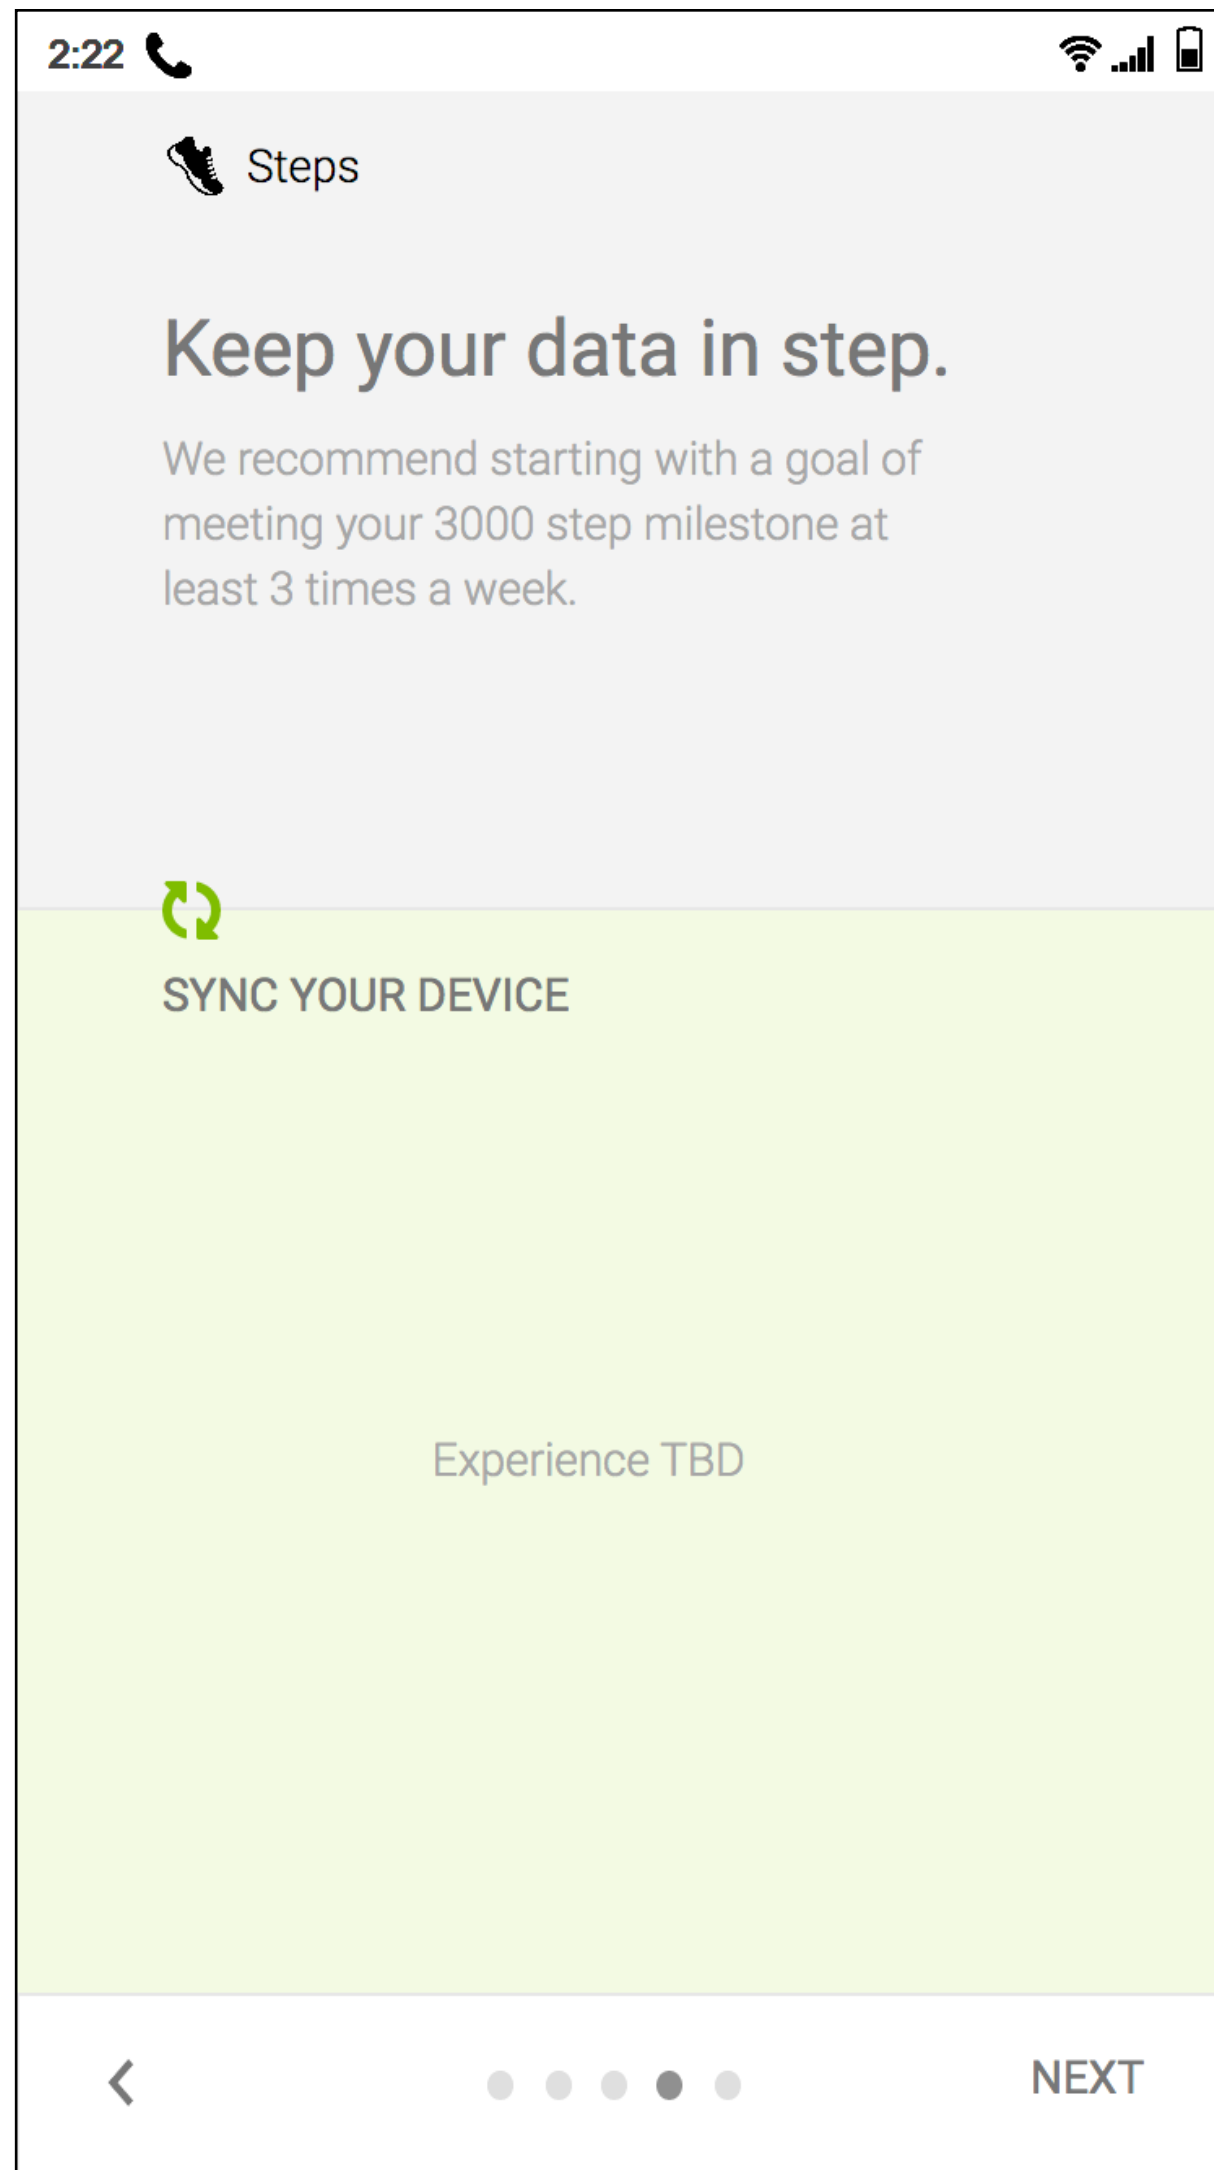 2:22
Steps
Keep your data in step.
We recommend starting with a goal of
meeting your 3000 step milestone at
least 3 times a week.
SYNC YOUR DEVICE
Experience TBD
NEXT